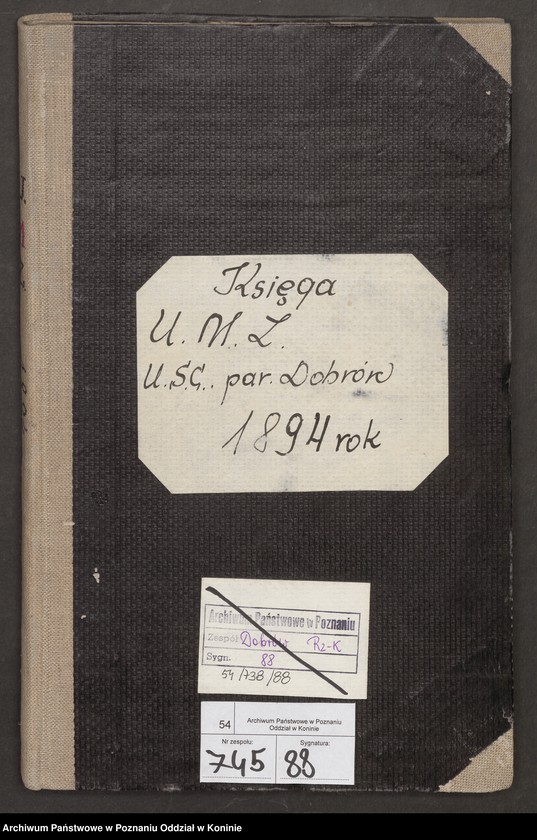 Księga
U. M. Z.
U.S.C. par. Dobrów
1894 rok
Archiwum Państwowe w Poznaniu
Zespół Dobrów Rz-K
Sygn. 88
54/738/88
54 Archiwum Państwowe w Poznaniu
Oddział w Koninie
Nr zespołu: Sygnatura:
745 88
Archiwum Państwowe w Poznaniu Oddział w Koninie